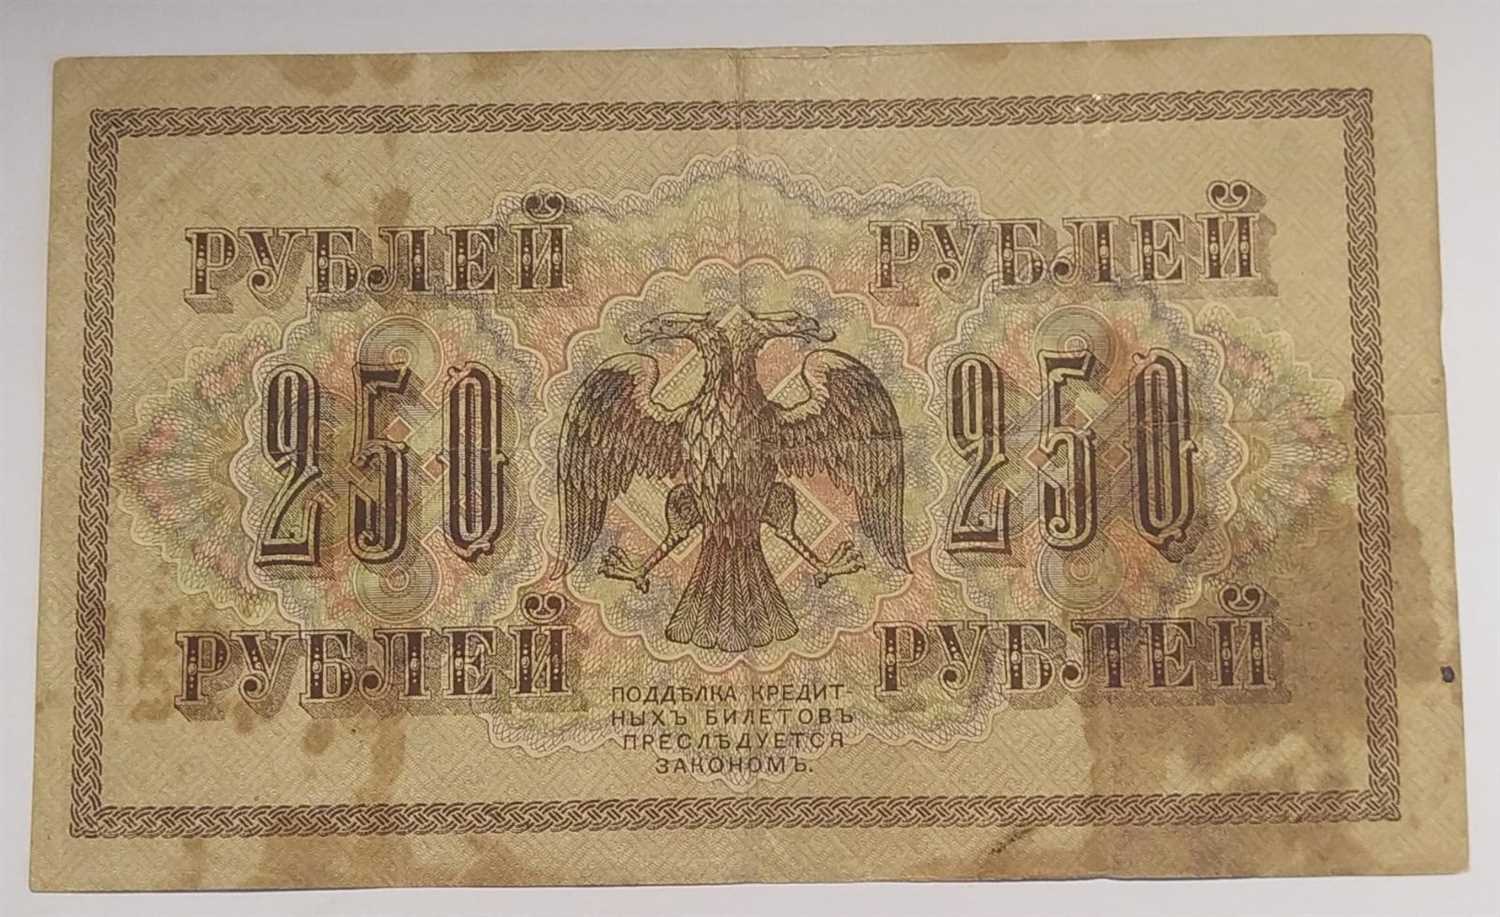 РУБЛЕЙ РУБЛЕЙ
250 250
РУБЛЕЙ РУБЛЕЙ
ПОДДѢЛКА КРЕДИТ-
НЫХЪ БИЛЕТОВЪ
ПРЕСЛѢДУЕТСЯ
ЗАКОНОМЪ.